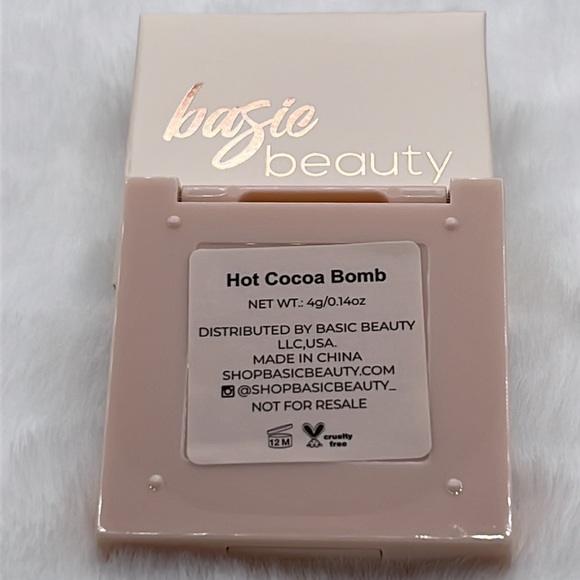 basic
beauty
Hot Cocoa Bomb
NET WT.: 4g/0.14oz
DISTRIBUTED BY BASIC BEAUTY
LLC,USA.
MADE IN CHINA
SHOPBASICBEAUTY.COM
@SHOPBASICBEAUTY_
NOT FOR RESALE
12 M
cruelty
free